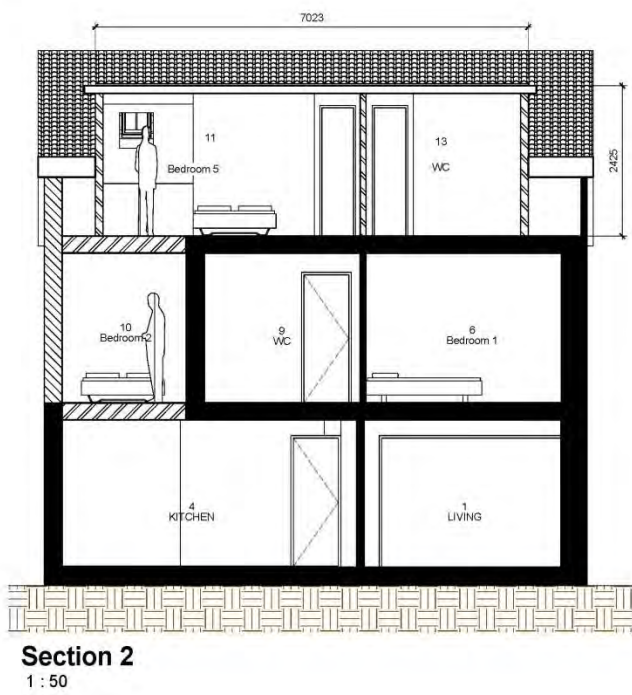 7023
11
Bedroom 5
13
WC
2425
10
Bedroom 2
9
WC
6
Bedroom 1
4
KITCHEN
1
LIVING
Section 2
1 : 50